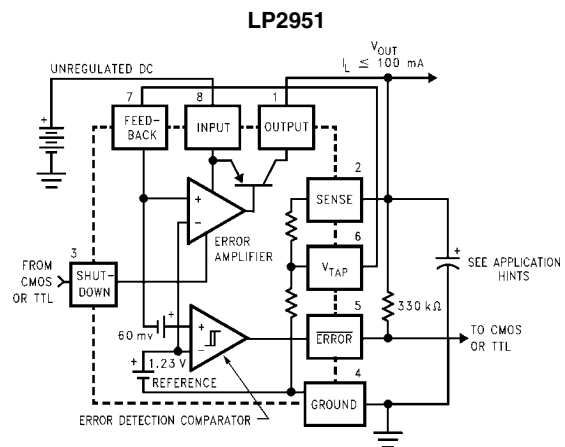 LP2951
V_OUT
I_L ≤ 100 mA
UNREGULATED DC
7
8
1
FEED-
BACK
INPUT
OUTPUT
+
2
SENSE
+
−
ERROR
AMPLIFIER
6
V_TAP
+
SEE APPLICATION
HINTS
3
FROM
CMOS
OR TTL
SHUT-
DOWN
5
ERROR
330 kΩ
TO CMOS
OR TTL
+
60 mv
+
−
+
1.23 V
REFERENCE
4
GROUND
ERROR DETECTION COMPARATOR